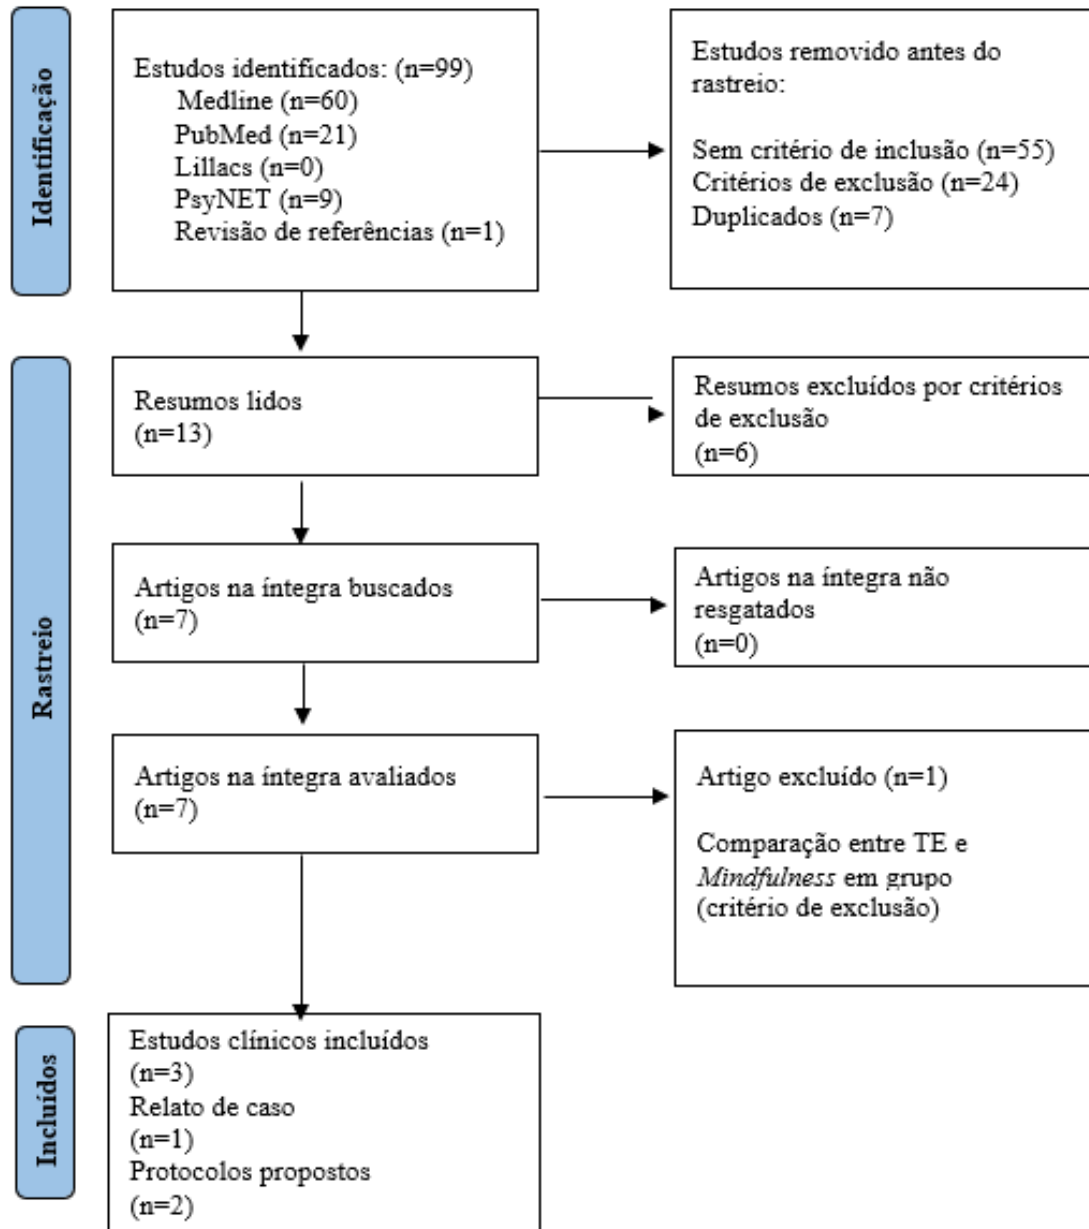 Identificação
Estudos identificados: (n=99)
Medline (n=60)
PubMed (n=21)
Lillacs (n=0)
PsyNET (n=9)
Revisão de referências (n=1)
Estudos removido antes do
rastreio:
Sem critério de inclusão (n=55)
Critérios de exclusão (n=24)
Duplicados (n=7)
Rastreio
Resumos lidos
(n=13)
Resumos excluídos por critérios
de exclusão
(n=6)
Artigos na íntegra buscados
(n=7)
Artigos na íntegra não
resgatados
(n=0)
Artigos na íntegra avaliados
(n=7)
Artigo excluído (n=1)
Comparação entre TE e
Mindfulness em grupo
(critério de exclusão)
Incluídos
Estudos clínicos incluídos
(n=3)
Relato de caso
(n=1)
Protocolos propostos
(n=2)